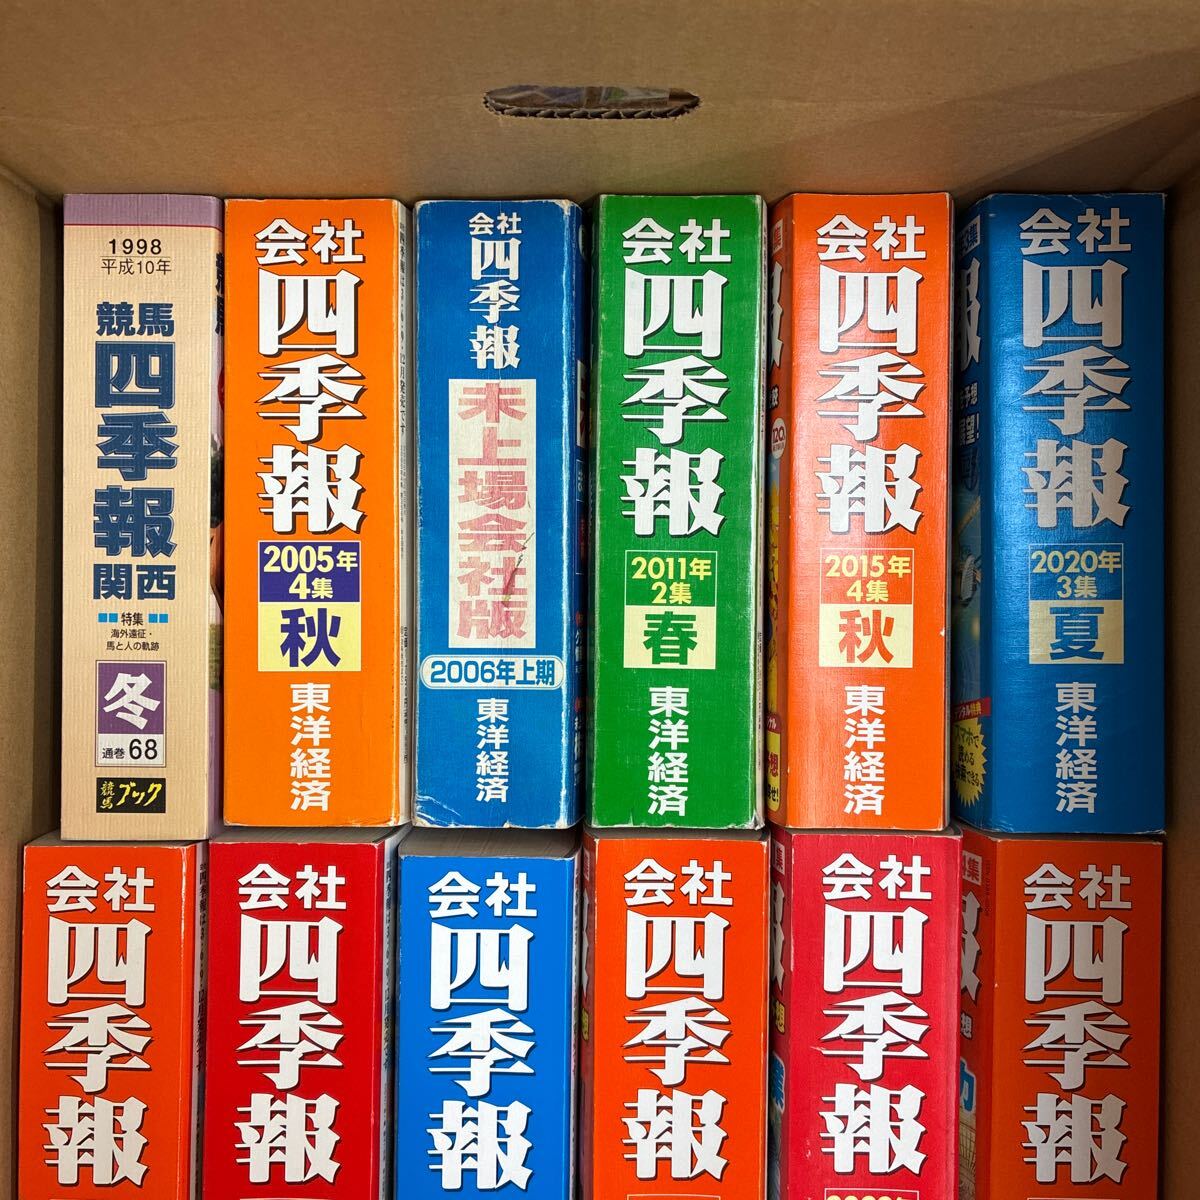 1998
平成10年
競馬
四季報
関西
特集
海外遠征・
馬と人の軌跡
冬
通巻68
競馬ブック
会社
四季報
2005年
4集
秋
東洋経済
会社
四季報
未上場会社版
2006年上期
東洋経済
会社
四季報
2011年
2集
春
東洋経済
会社
四季報
2015年
4集
秋
東洋経済
会社
四季報
2020年
3集
夏
東洋経済
会社
四季報
会社
四季報
会社
四季報
会社
四季報
会社
四季報
会社
四季報